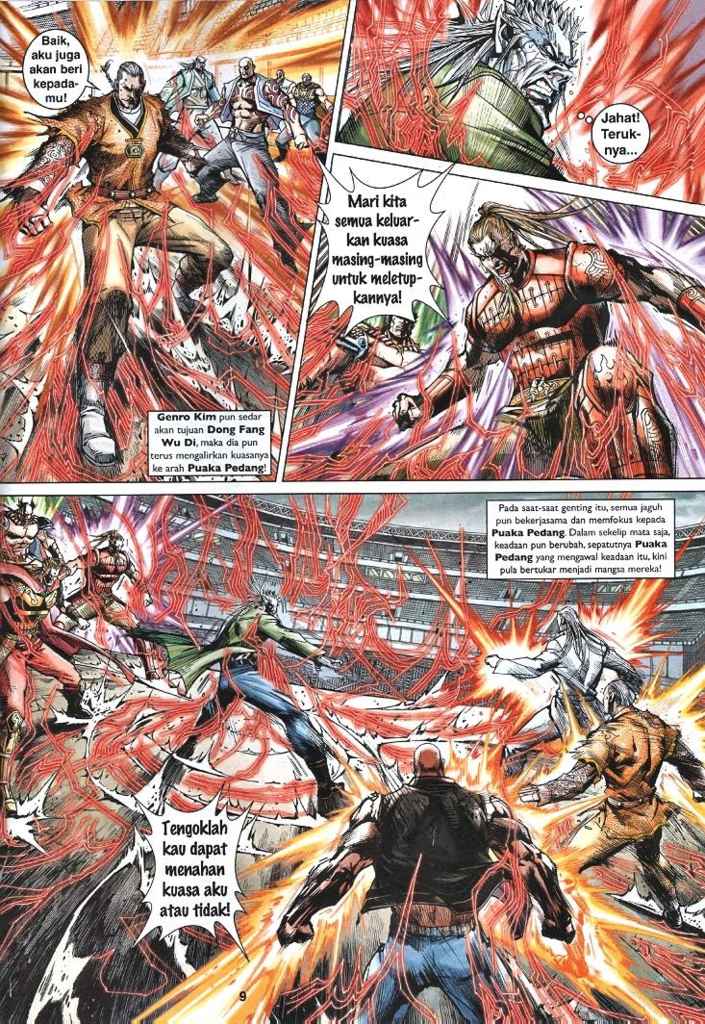 Baik,
aku juga
akan beri
kepada-
mu!
Jahat!
Teruk-
nya...
Mari kita
semua keluar-
kan kuasa
masing-masing
untuk meletup-
kannya!
Genro Kim pun sedar
akan tujuan Dong Fang
Wu Di, maka dia pun
terus mengalirkan kuasanya
ke arah Puaka Pedang!
Pada saat-saat genting itu, semua jaguh
pun bekerjasama dan memfokus kepada
Puaka Pedang. Dalam sekelip mata saja,
keadaan pun berubah, sepatutnya Puaka
Pedang yang mengawal keadaan itu, kini
pula bertukar menjadi mangsa mereka!
Tengoklah
kau dapat
menahan
kuasa aku
atau tidak!
9